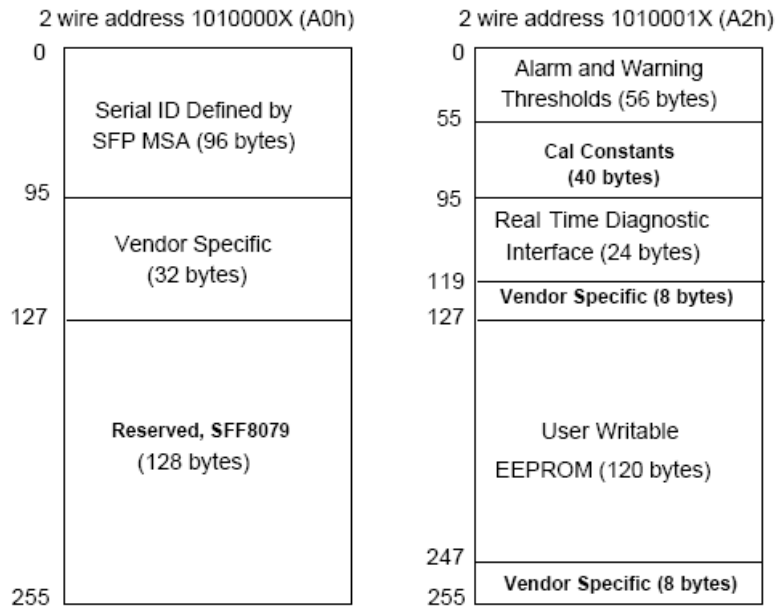 2 wire address 1010000X (A0h)
0
Serial ID Defined by
SFP MSA (96 bytes)
95
Vendor Specific
(32 bytes)
127
Reserved, SFF8079
(128 bytes)
255
2 wire address 1010001X (A2h)
0
Alarm and Warning
Thresholds (56 bytes)
55
Cal Constants
(40 bytes)
95
Real Time Diagnostic
Interface (24 bytes)
119
Vendor Specific (8 bytes)
127
User Writable
EEPROM (120 bytes)
247
Vendor Specific (8 bytes)
255